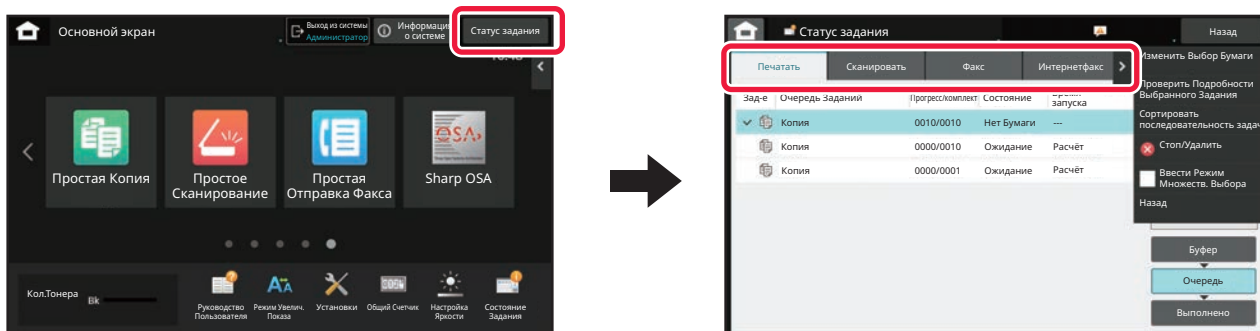 Основной экран
Выход из системы
Администратор
Информация
о системе
Статус задания
Простая Копия
Простое
Сканирование
Простая
Отправка Факса
Sharp OSA
Кол.Тонера
Bk
Руководство
Пользователя
Режим Увелич.
Показа
Установки
Общий Счетчик
Настройка
Яркости
Состояние
Задания
Статус задания
Назад
Печатать
Сканировать
Факс
Интернетфакс
Изменить Выбор Бумаги
Проверить Подробности
Выбранного Задания
Сортировать
последовательность задач
Стоп/Удалить
Ввести Режим
Множеств. Выбора
Назад
Зад-е Очередь Заданий Прогресс/комплект Состояние
запуска
Копия 0010/0010 Нет Бумаги ---
Копия 0000/0010 Ожидание Расчёт
Копия 0000/0001 Ожидание Расчёт
Буфер
Очередь
Выполнено